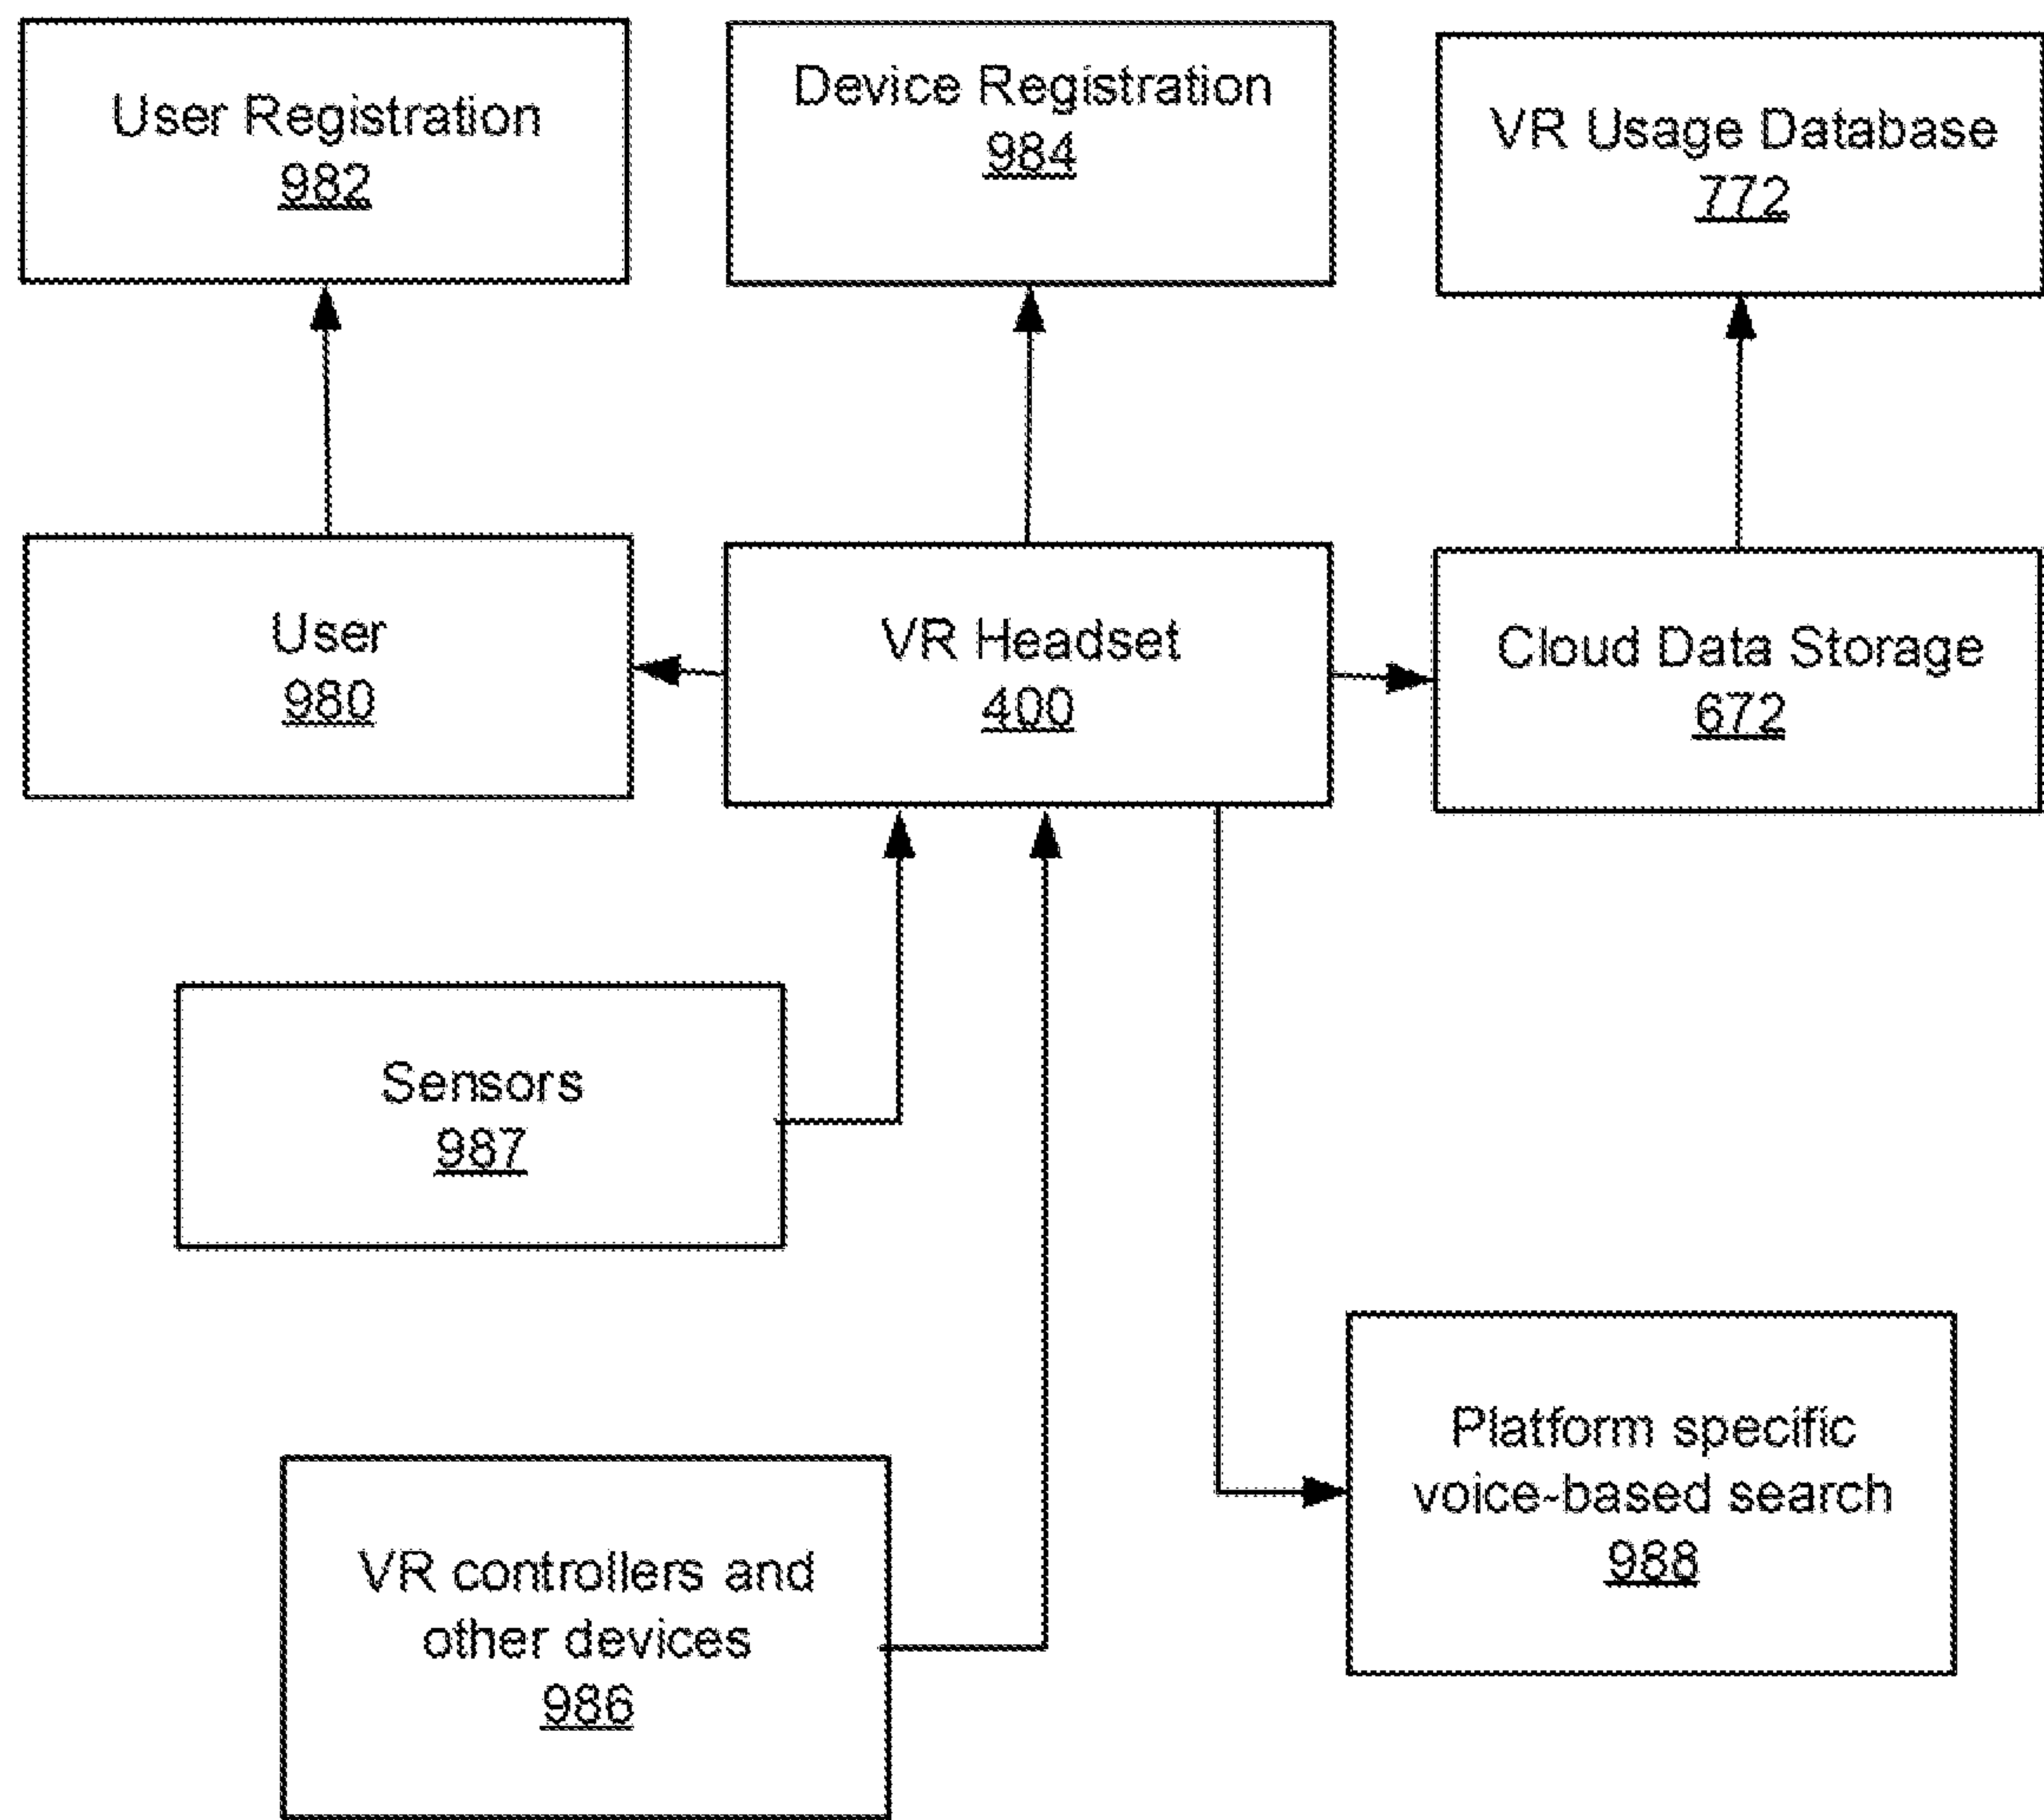 User Registration
982
Device Registration
984
VR Usage Database
772
User
980
VR Headset
400
Cloud Data Storage
672
Sensors
987
Platform specific
voice-based search
988
VR controllers and
other devices
986